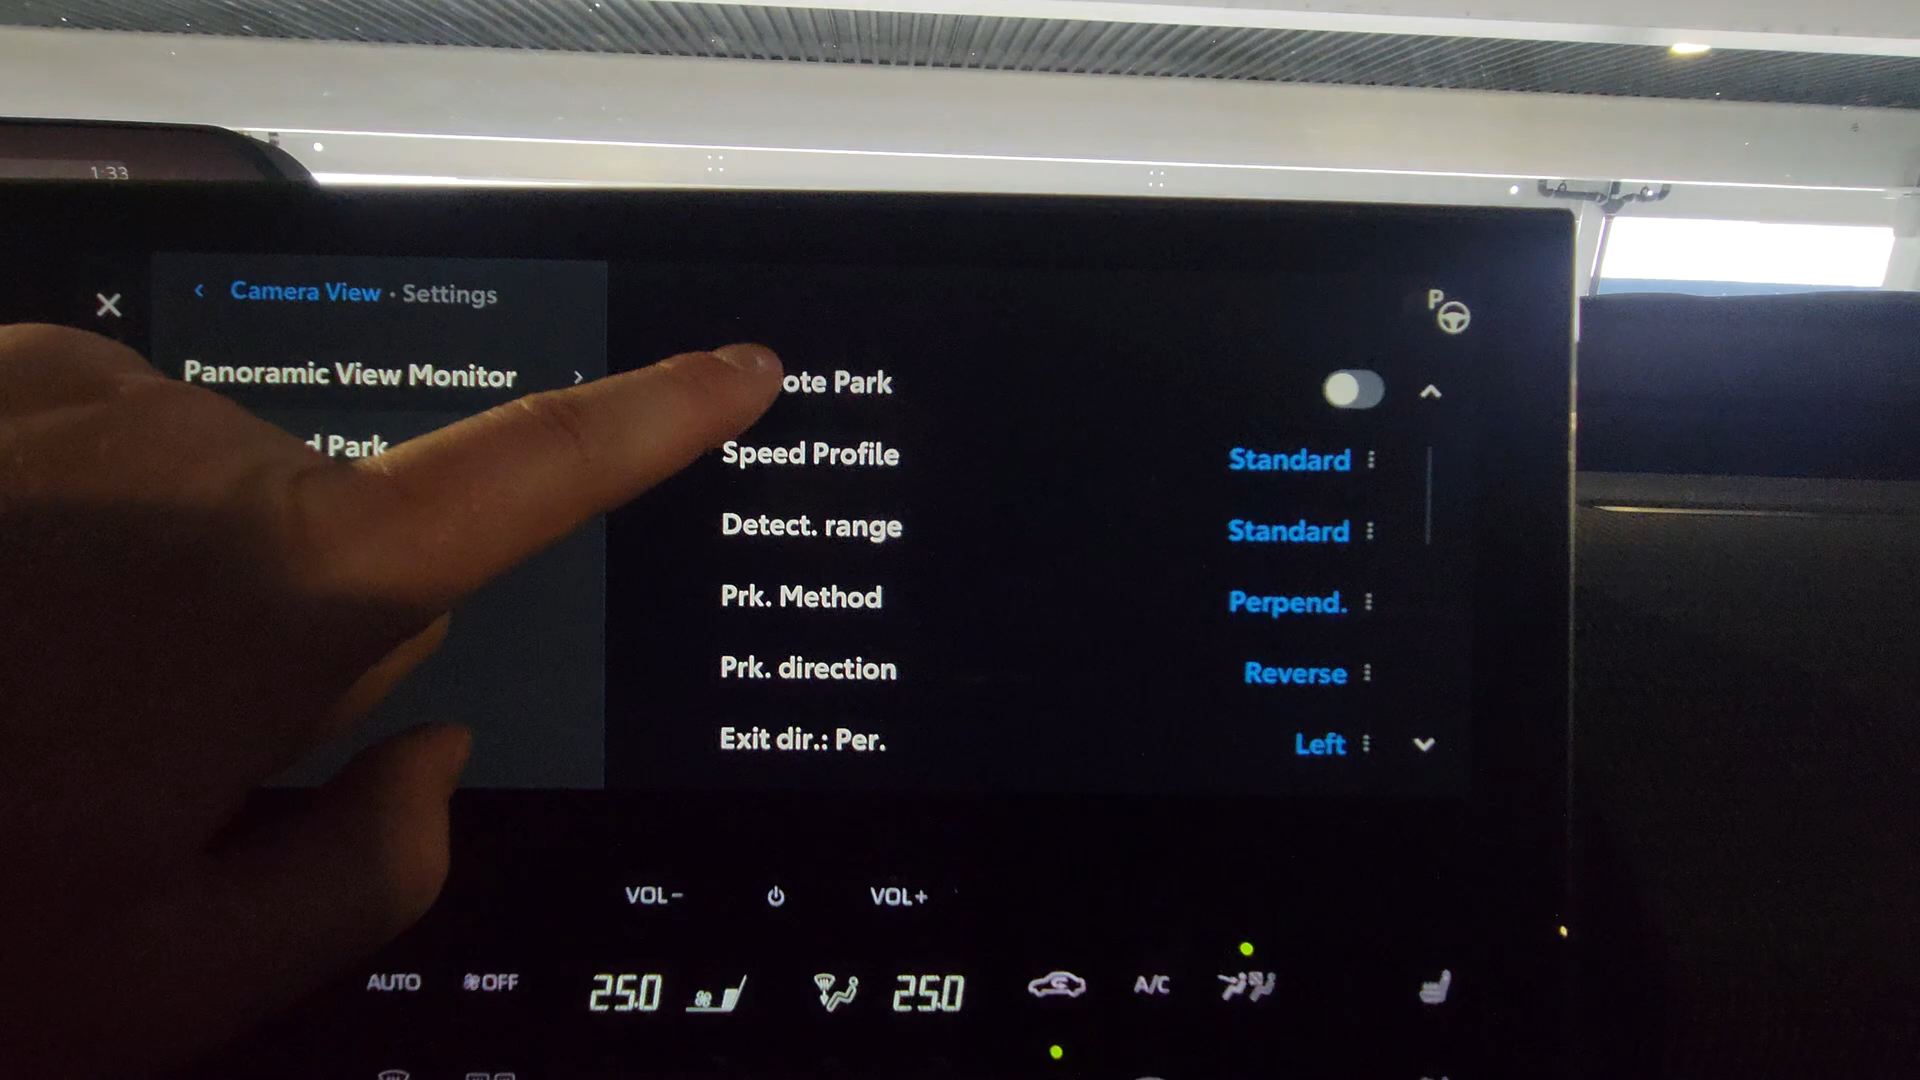 1:33
Camera View • Settings
Panoramic View Monitor
Park
ote Park
Speed Profile
Standard
Detect. range
Standard
Prk. Method
Perpend.
Prk. direction
Reverse
Exit dir.: Per.
Left
P
VOL-
VOL+
AUTO
OFF
25.0
25.0
A/C